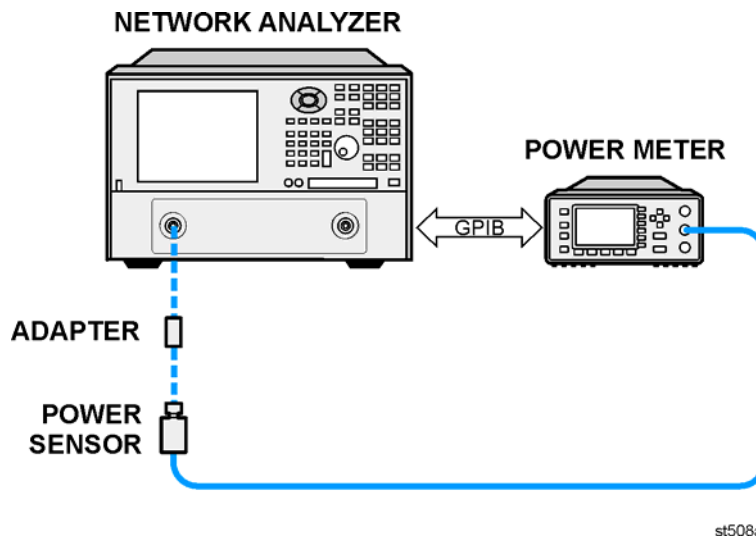 NETWORK ANALYZER
POWER METER
GPIB
ADAPTER
POWER
SENSOR